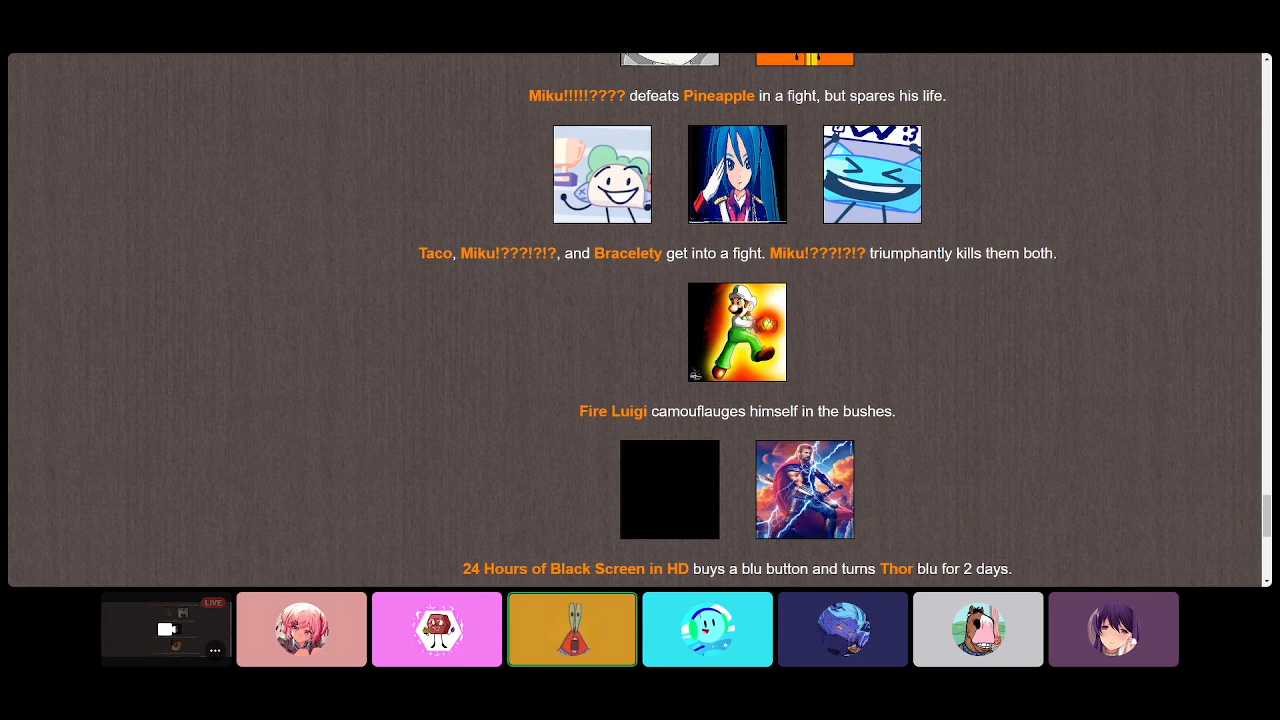 Miku!!!!!???? defeats Pineapple in a fight, but spares his life.
:3
Taco, Miku!???!?!?, and Bracelety get into a fight. Miku!???!?!? triumphantly kills them both.
Fire Luigi camouflauges himself in the bushes.
24 Hours of Black Screen in HD buys a blu button and turns Thor blu for 2 days.
LIVE